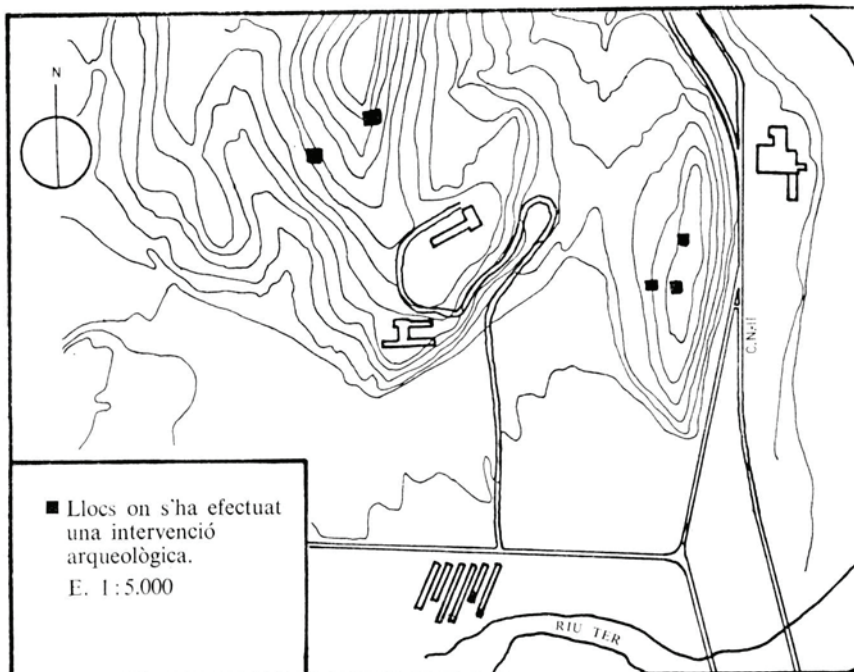 N
C.N-II
■ Llocs on s'ha efectuat
una intervenció
arqueològica.
E. 1:5.000
RIU TER